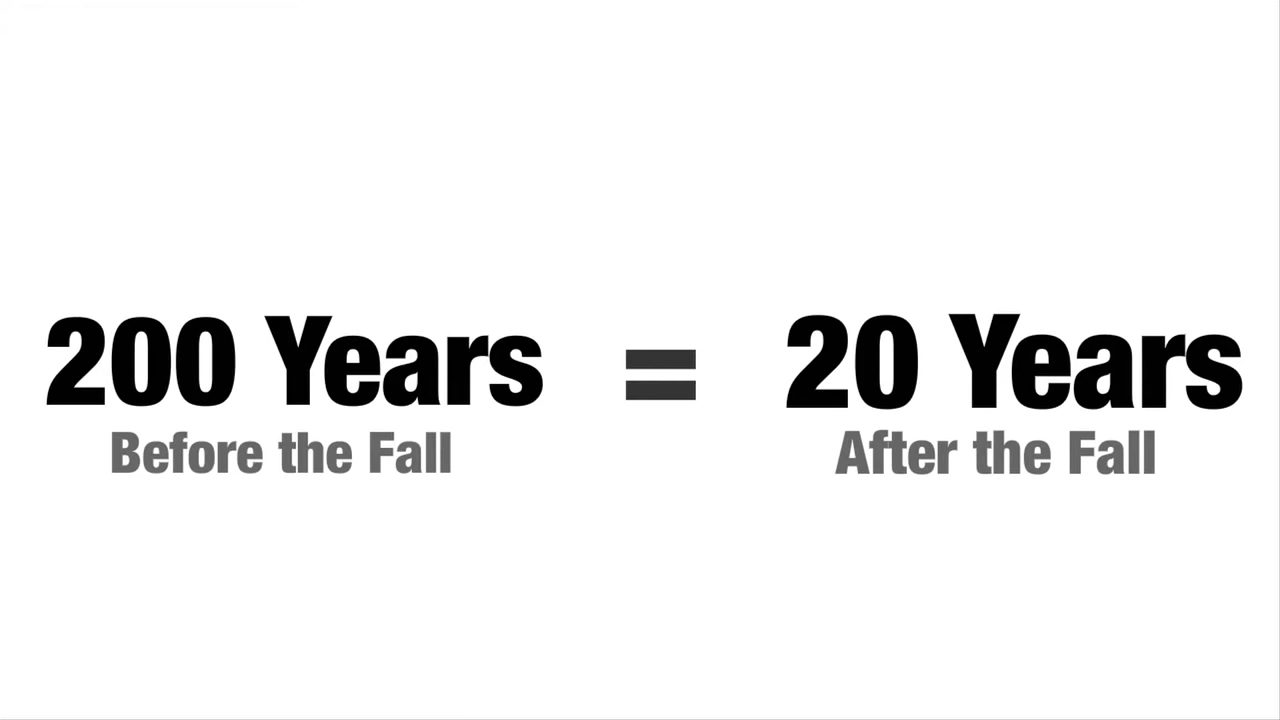 200 Years = 20 Years
Before the Fall After the Fall